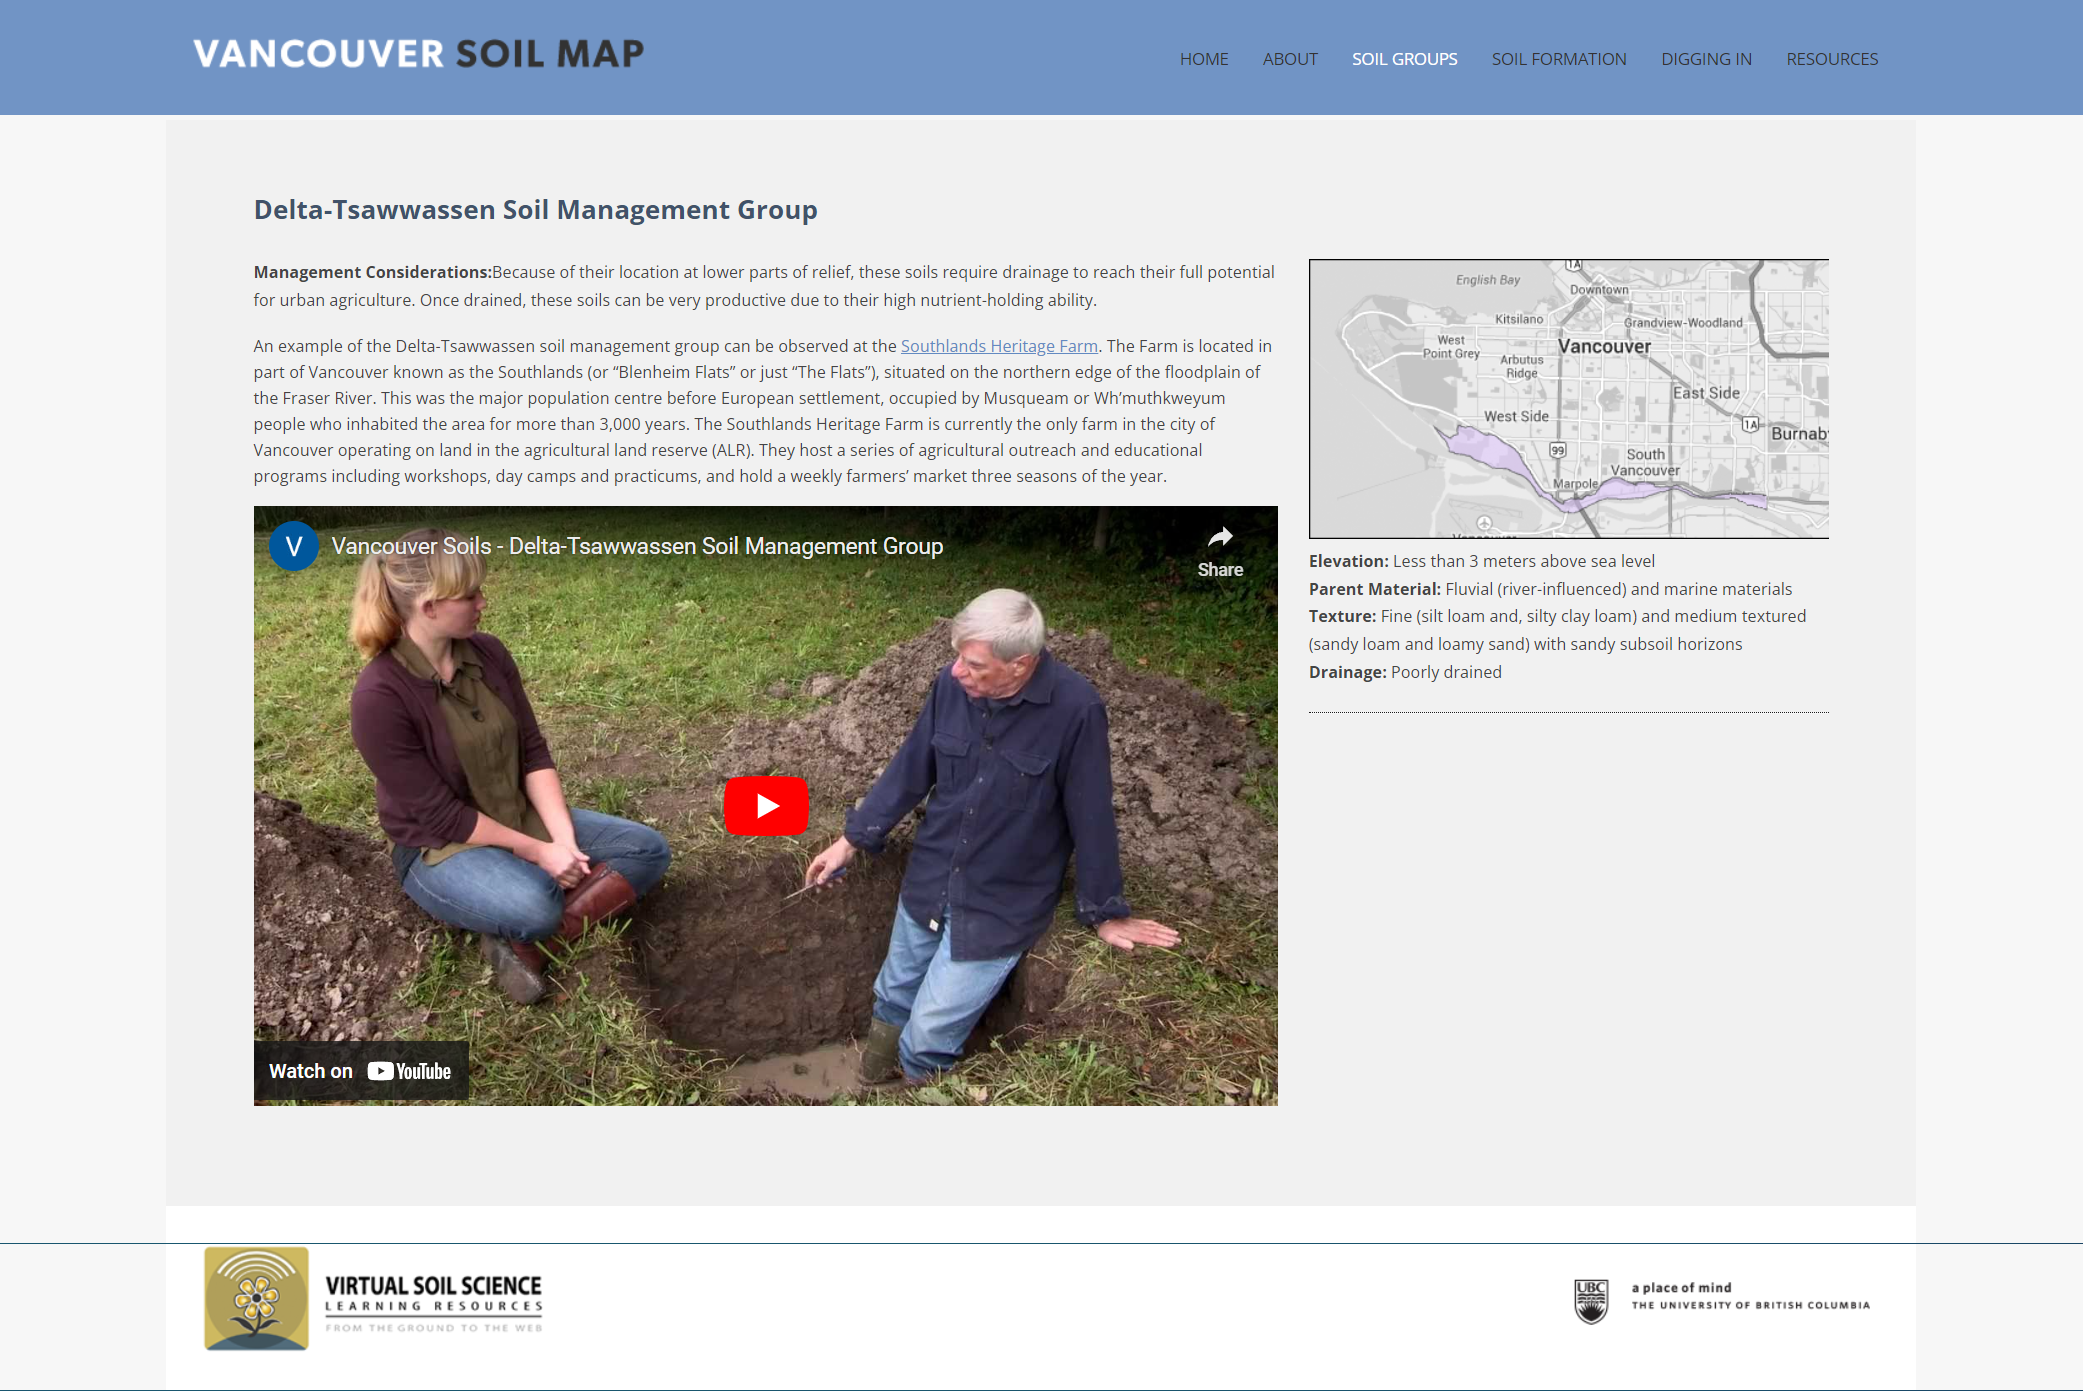 VANCOUVER SOIL MAP
HOME ABOUT SOIL GROUPS SOIL FORMATION DIGGING IN RESOURCES
Delta-Tsawwassen Soil Management Group
Management Considerations:Because of their location at lower parts of relief, these soils require drainage to reach their full potential
for urban agriculture. Once drained, these soils can be very productive due to their high nutrient-holding ability.
An example of the Delta-Tsawwassen soil management group can be observed at the Southlands Heritage Farm. The Farm is located in
part of Vancouver known as the Southlands (or “Blenheim Flats” or just “The Flats”), situated on the northern edge of the floodplain of
the Fraser River. This was the major population centre before European settlement, occupied by Musqueam or Wh’muthkweyum
people who inhabited the area for more than 3,000 years. The Southlands Heritage Farm is currently the only farm in the city of
Vancouver operating on land in the agricultural land reserve (ALR). They host a series of agricultural outreach and educational
programs including workshops, day camps and practicums, and hold a weekly farmers’ market three seasons of the year.
V Vancouver Soils - Delta-Tsawwassen Soil Management Group
Share
Watch on YouTube
1A
English Bay
Downtown
Kitsilano
Grandview-Woodland
West
Point Grey
Vancouver
Arbutus
Ridge
East Side
West Side
1A
Burnab
99
South
Vancouver
Marpole
Elevation: Less than 3 meters above sea level
Parent Material: Fluvial (river-influenced) and marine materials
Texture: Fine (silt loam and, silty clay loam) and medium textured
(sandy loam and loamy sand) with sandy subsoil horizons
Drainage: Poorly drained
VIRTUAL SOIL SCIENCE
LEARNING RESOURCES
FROM THE GROUND TO THE WEB
UBC
a place of mind
THE UNIVERSITY OF BRITISH COLUMBIA